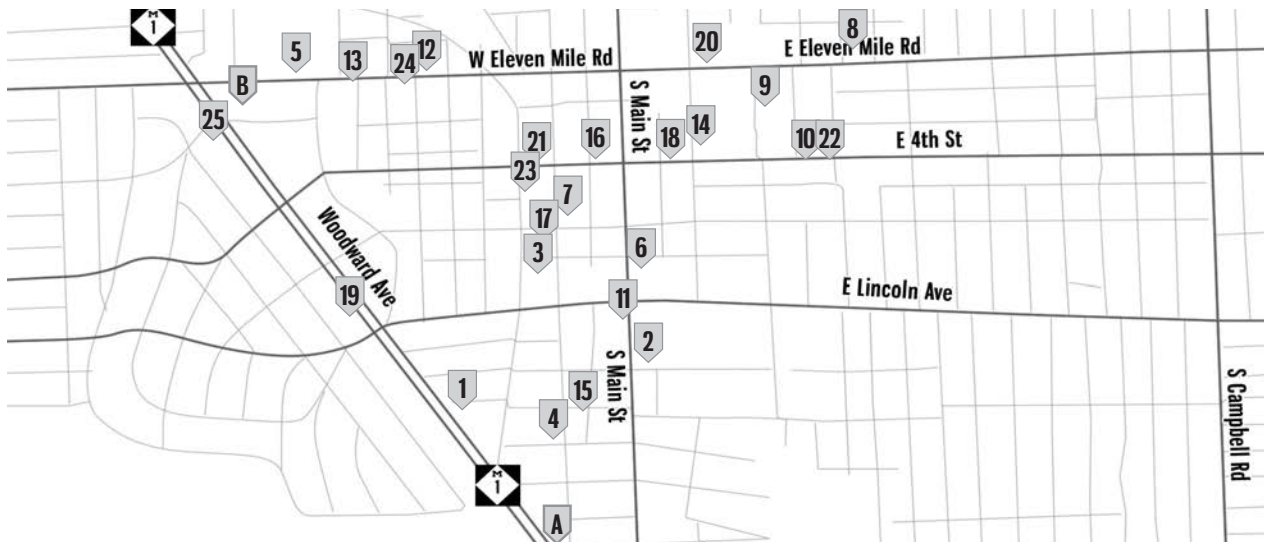 M
1
8
5
12
20
E Eleven Mile Rd
W Eleven Mile Rd
13
24
B
9
25
S Main St
14
21
16
18
10
22
E 4th St
23
7
Woodward Ave
17
6
3
19
11
E Lincoln Ave
2
S Main St
1
15
4
S Campbell Rd
M
1
A